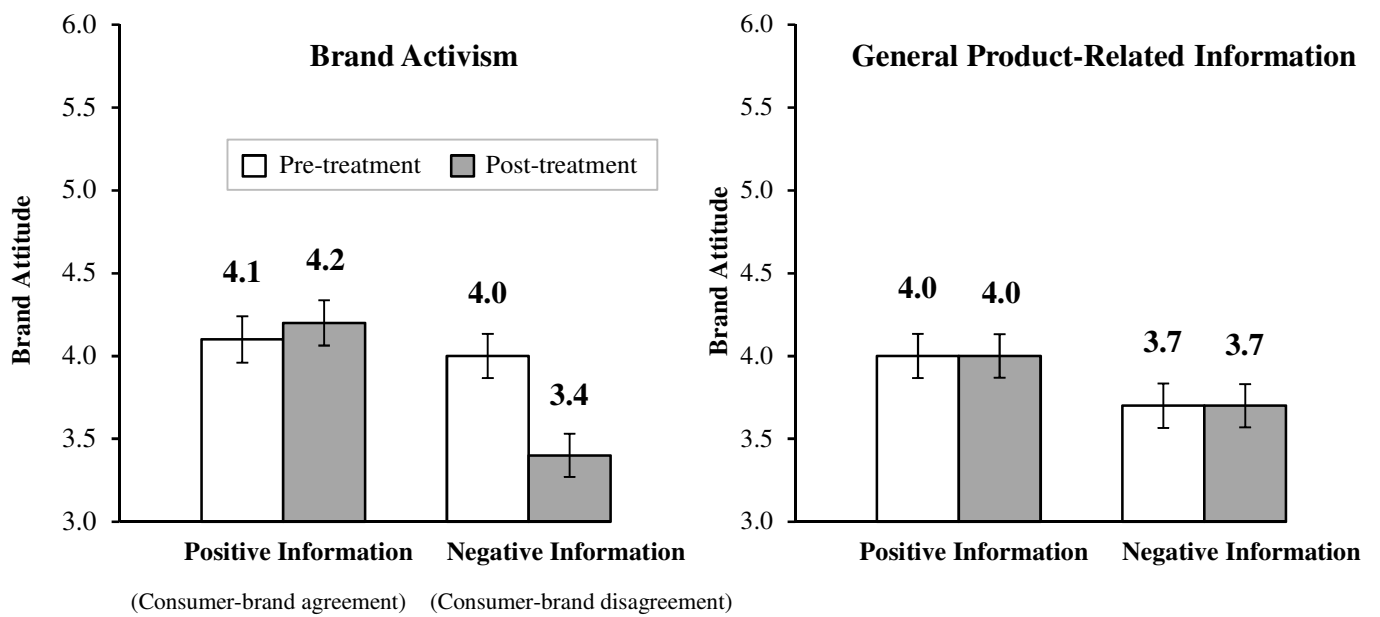 Brand Activism
Brand Attitude
6.0
5.5
5.0
4.5
4.0
3.5
3.0
Pre-treatment
Post-treatment
4.1
4.2
4.0
3.4
Positive Information
Negative Information
(Consumer-brand agreement)
(Consumer-brand disagreement)
General Product-Related Information
Brand Attitude
6.0
5.5
5.0
4.5
4.0
3.5
3.0
4.0
4.0
3.7
3.7
Positive Information
Negative Information